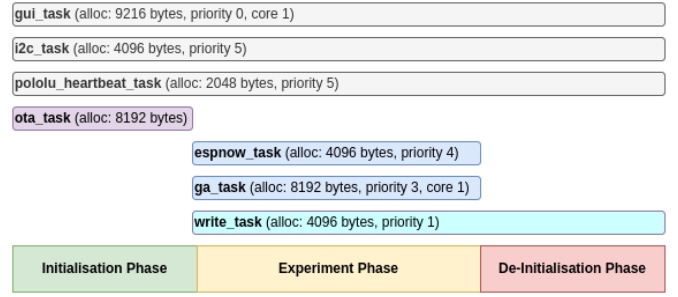 gui_task (alloc: 9216 bytes, priority 0, core 1)
i2c_task (alloc: 4096 bytes, priority 5)
pololu_heartbeat_task (alloc: 2048 bytes, priority 5)
ota_task (alloc: 8192 bytes)
espnow_task (alloc: 4096 bytes, priority 4)
ga_task (alloc: 8192 bytes, priority 3, core 1)
write_task (alloc: 4096 bytes, priority 1)
Initialisation Phase Experiment Phase De-Initialisation Phase